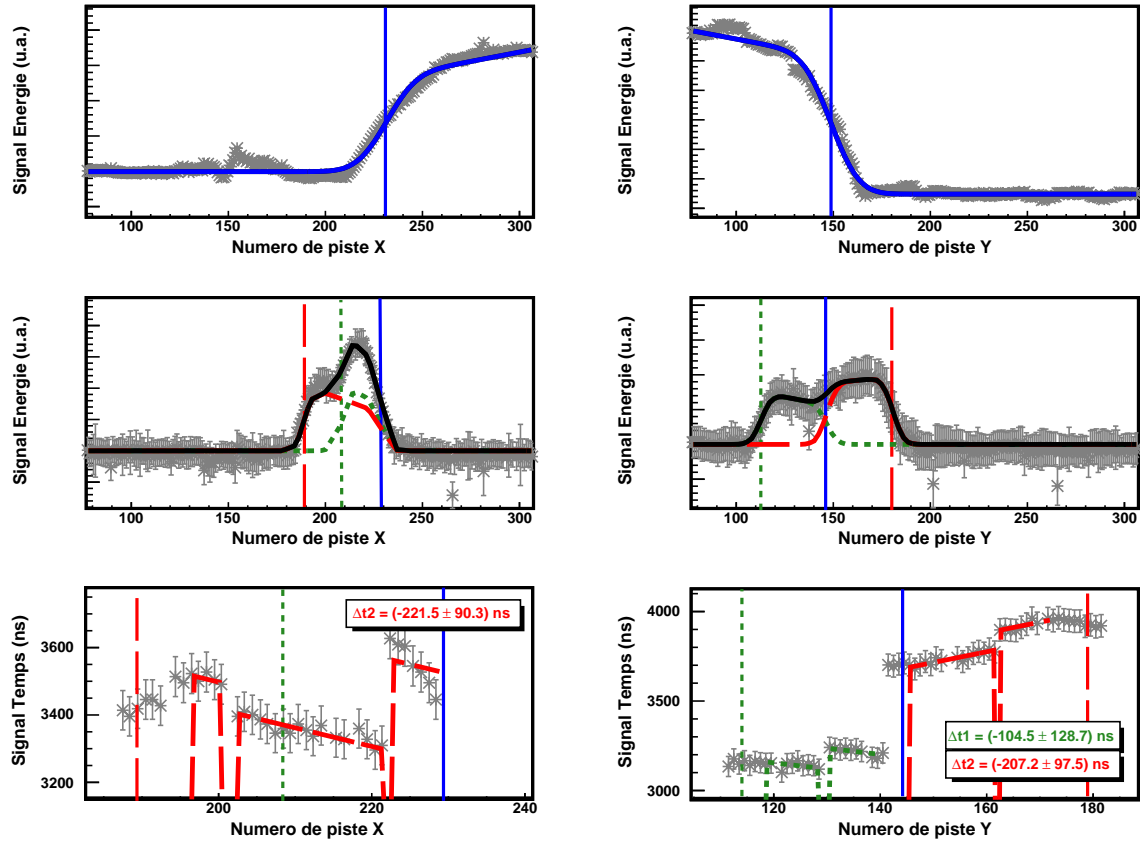 Signal Energie (u.a.)
100 150 200 250 300
Numero de piste X
Signal Energie (u.a.)
100 150 200 250 300
Numero de piste Y
Signal Energie (u.a.)
100 150 200 250 300
Numero de piste X
Signal Energie (u.a.)
100 150 200 250 300
Numero de piste Y
Signal Temps (ns)
3600
3400
3200
Δt2 = (-221.5 ± 90.3) ns
200 220 240
Numero de piste X
Signal Temps (ns)
4000
3500
3000
Δt1 = (-104.5 ± 128.7) ns
Δt2 = (-207.2 ± 97.5) ns
120 140 160 180
Numero de piste Y